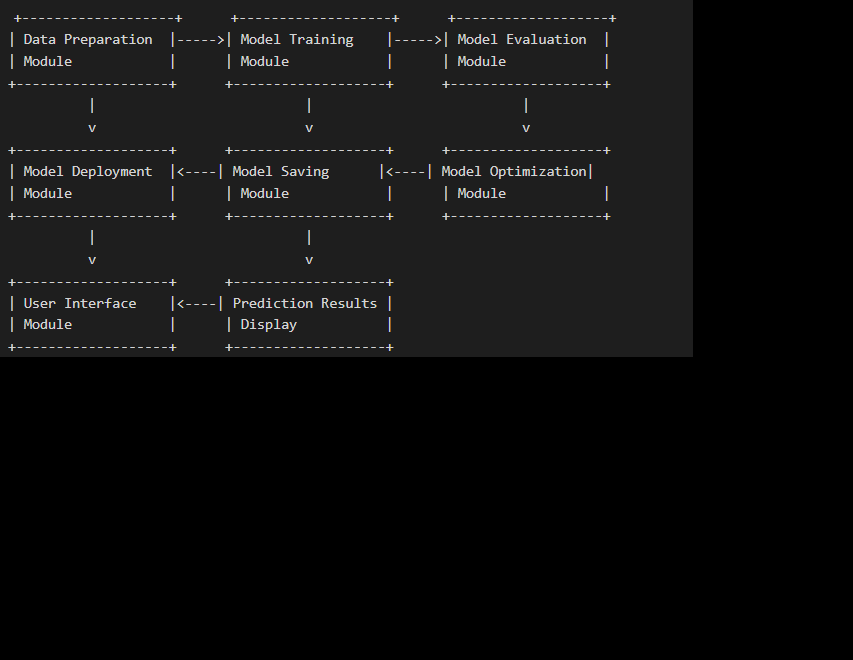 +-------------------+      +-------------------+      +-------------------+
| Data Preparation  |----->| Model Training    |----->| Model Evaluation  |
| Module            |      | Module            |      | Module            |
+-------------------+      +-------------------+      +-------------------+
          |                          |                          |
          v                          v                          v
+-------------------+      +-------------------+      +-------------------+
| Model Deployment  |<----| Model Saving      |<----| Model Optimization|
| Module            |      | Module            |      | Module            |
+-------------------+      +-------------------+      +-------------------+
          |                          |
          v                          v
+-------------------+      +-------------------+
| User Interface    |<----| Prediction Results |
| Module            |      | Display           |
+-------------------+      +-------------------+